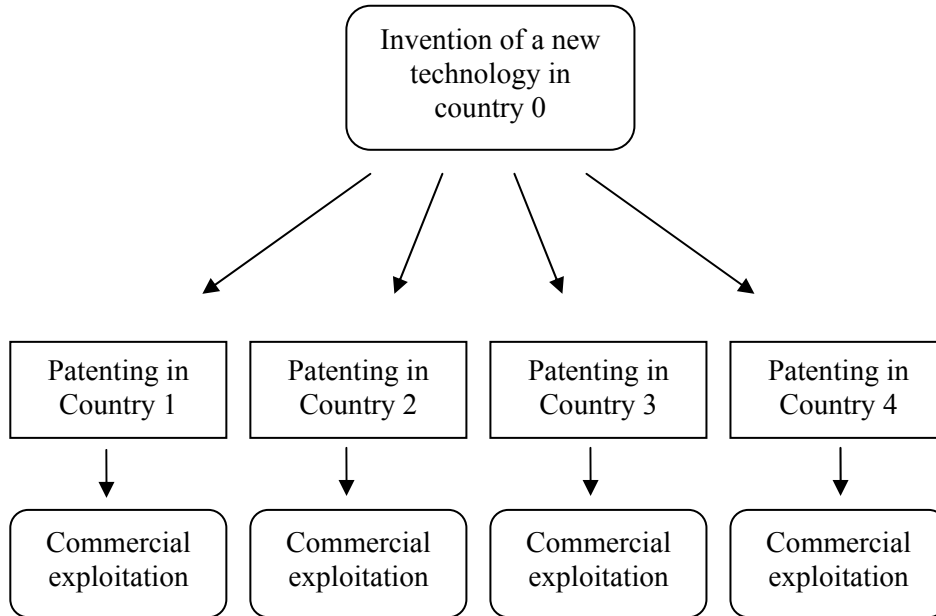 Invention of a new
technology in
country 0
Patenting in
Country 1
Patenting in
Country 2
Patenting in
Country 3
Patenting in
Country 4
Commercial
exploitation
Commercial
exploitation
Commercial
exploitation
Commercial
exploitation